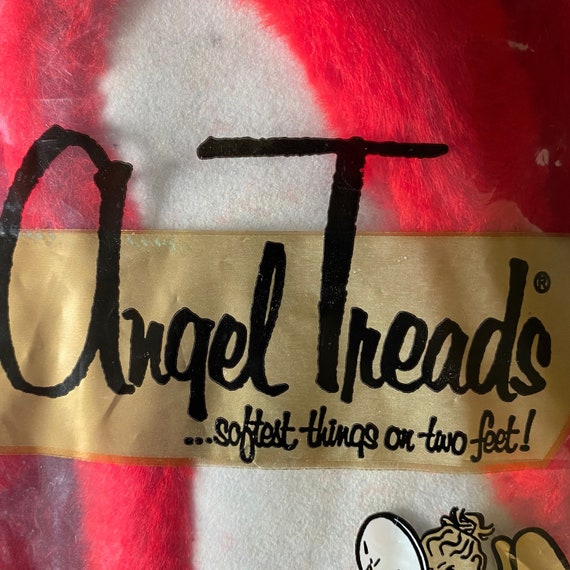 Angel Treads®
...softest things on two feet!